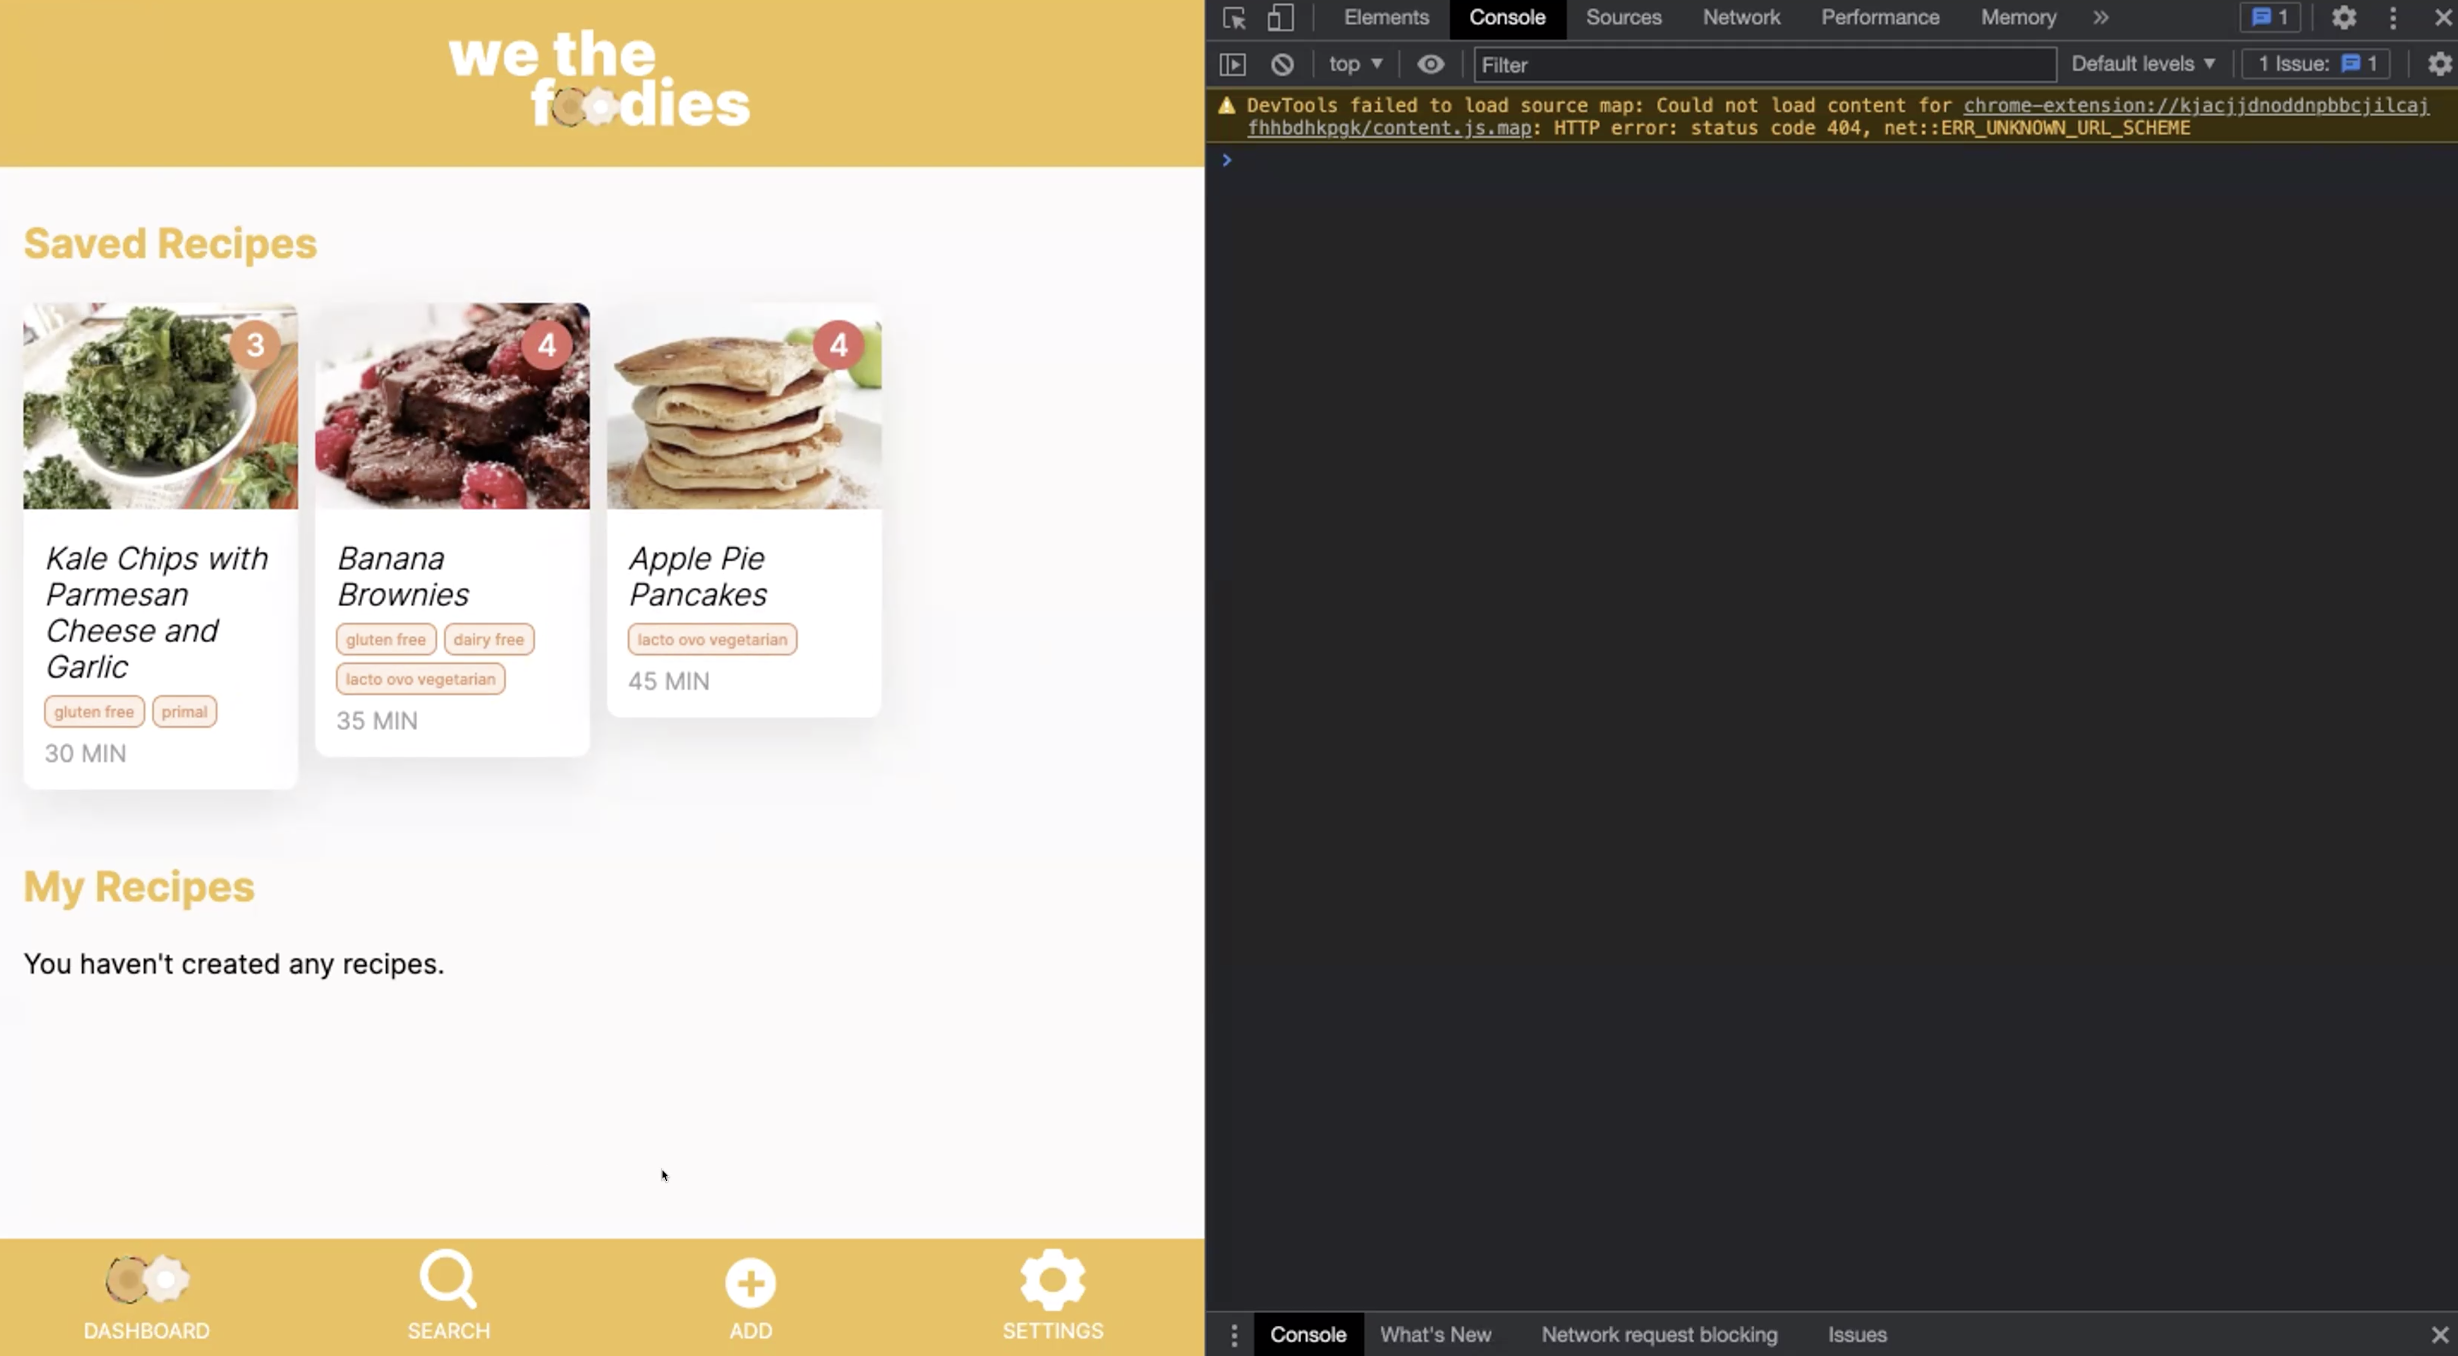 we the
foodies
Saved Recipes
3
Kale Chips with
Parmesan
Cheese and
Garlic
gluten free primal
30 MIN
4
Banana
Brownies
gluten free dairy free
lacto ovo vegetarian
35 MIN
4
Apple Pie
Pancakes
lacto ovo vegetarian
45 MIN
My Recipes
You haven't created any recipes.
DASHBOARD SEARCH ADD SETTINGS
Elements Console Sources Network Performance Memory » 1
top Filter Default levels 1 Issue: 1
DevTools failed to load source map: Could not load content for chrome-extension://kjacjjdnoddnpbbcjilcaj
fhhbdhkpgk/content.js.map: HTTP error: status code 404, net::ERR_UNKNOWN_URL_SCHEME
Console What's New Network request blocking Issues